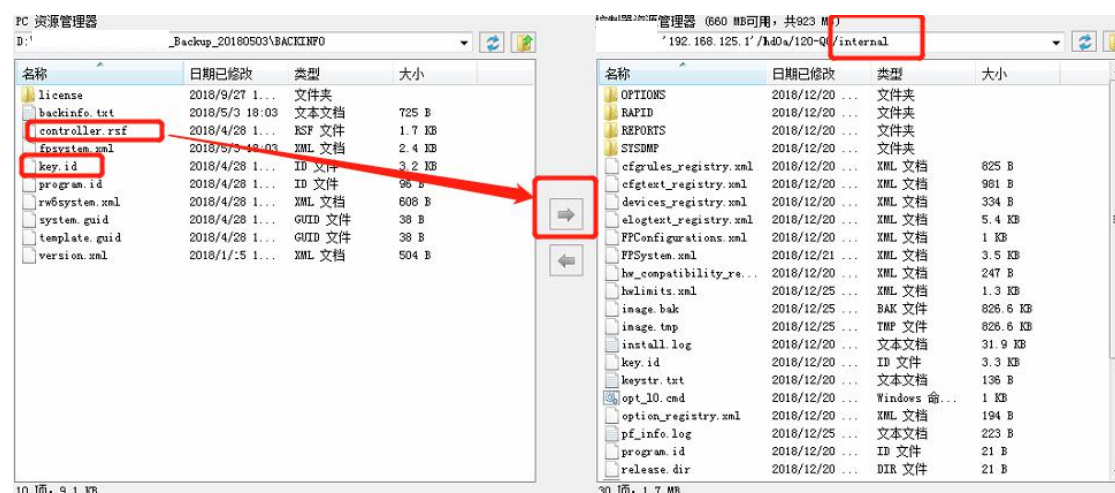 PC 资源管理器
D:\ _Backup_20180503\BACKINFO
名称 日期已修改 类型 大小
license 2018/9/27 1... 文件夹
backinfo.txt 2018/5/3 18:03 文本文档 725 B
controller.rsf 2018/4/28 1... RSF 文件 1.7 KB
fpsystem.xml 2018/5/3 18:03 XML 文档 2.4 KB
key.id 2018/4/28 1... ID 文件 3.2 KB
program.id 2018/4/28 1... ID 文件 96 B
rw6system.xml 2018/4/28 1... XML 文档 608 B
system.guid 2018/4/28 1... GUID 文件 38 B
template.guid 2018/4/28 1... GUID 文件 38 B
version.xml 2018/1/15 1... XML 文档 504 B
10 项, 9.1 KB
资源管理器 (660 MB可用, 共923 MB)
192.168.125.1'/hd0a/120-Q0/internal
名称 日期已修改 类型 大小
OPTIONS 2018/12/20 ... 文件夹
RAPID 2018/12/20 ... 文件夹
REPORTS 2018/12/20 ... 文件夹
SYSDMP 2018/12/20 ... 文件夹
cfgrules_registry.xml 2018/12/20 ... XML 文档 825 B
cfgtext_registry.xml 2018/12/20 ... XML 文档 981 B
devices_registry.xml 2018/12/20 ... XML 文档 334 B
elogtext_registry.xml 2018/12/20 ... XML 文档 5.4 KB
FPConfigurations.xml 2018/12/20 ... XML 文档 1 KB
FPSystem.xml 2018/12/21 ... XML 文档 3.5 KB
hw_compatibility_re... 2018/12/20 ... XML 文档 247 B
hwlimits.xml 2018/12/25 ... XML 文档 1.3 KB
image.bak 2018/12/25 ... BAK 文件 826.6 KB
image.tmp 2018/12/25 ... TMP 文件 826.6 KB
install.log 2018/12/20 ... 文本文档 31.9 KB
key.id 2018/12/20 ... ID 文件 3.3 KB
keystr.txt 2018/12/20 ... 文本文档 136 B
opt_l0.cmd 2018/12/20 ... Windows 命... 1 KB
option_registry.xml 2018/12/20 ... XML 文档 194 B
pf_info.log 2018/12/25 ... 文本文档 223 B
program.id 2018/12/20 ... ID 文件 21 B
release.dir 2018/12/20 ... DIR 文件 21 B
30 项, 1.7 MB